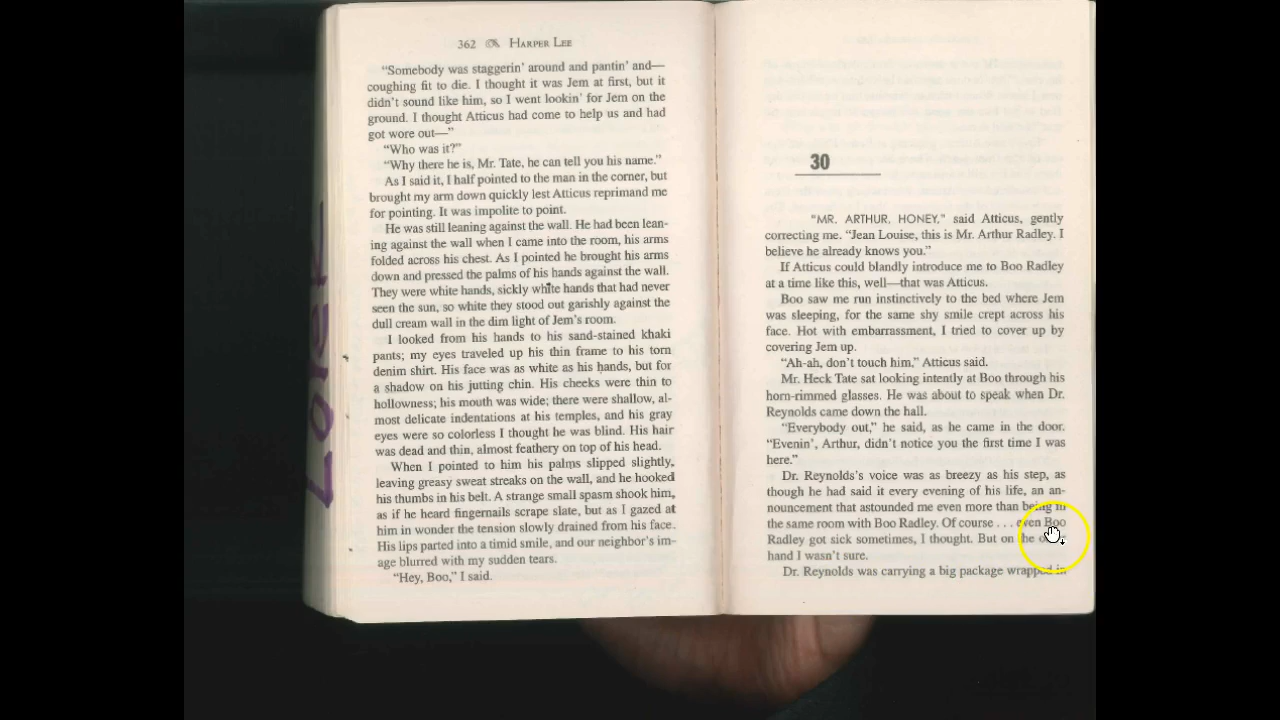 362 HARPER LEE
“Somebody was staggerin’ around and pantin’ and—
coughing fit to die. I thought it was Jem at first, but it
didn’t sound like him, so I went lookin’ for Jem on the
ground. I thought Atticus had come to help us and had
got wore out—”
“Who was it?”
“Why there he is, Mr. Tate, he can tell you his name.”
As I said it, I half pointed to the man in the corner, but
brought my arm down quickly lest Atticus reprimand me
for pointing. It was impolite to point.
He was still leaning against the wall. He had been lean-
ing against the wall when I came into the room, his arms
folded across his chest. As I pointed he brought his arms
down and pressed the palms of his hands against the wall.
They were white hands, sickly white hands that had never
seen the sun, so white they stood out garishly against the
dull cream wall in the dim light of Jem’s room.
I looked from his hands to his sand-stained khaki
pants; my eyes traveled up his thin frame to his torn
denim shirt. His face was as white as his hands, but for
a shadow on his jutting chin. His cheeks were thin to
hollowness; his mouth was wide; there were shallow, al-
most delicate indentations at his temples, and his gray
eyes were so colorless I thought he was blind. His hair
was dead and thin, almost feathery on top of his head.
When I pointed to him his palms slipped slightly,
leaving greasy sweat streaks on the wall, and he hooked
his thumbs in his belt. A strange small spasm shook him,
as if he heard fingernails scrape slate, but as I gazed at
him in wonder the tension slowly drained from his face.
His lips parted into a timid smile, and our neighbor’s im-
age blurred with my sudden tears.
“Hey, Boo,” I said.
30
“MR. ARTHUR, HONEY,” said Atticus, gently
correcting me. “Jean Louise, this is Mr. Arthur Radley. I
believe he already knows you.”
If Atticus could blandly introduce me to Boo Radley
at a time like this, well—that was Atticus.
Boo saw me run instinctively to the bed where Jem
was sleeping, for the same shy smile crept across his
face. Hot with embarrassment, I tried to cover up by
covering Jem up.
“Ah-ah, don’t touch him,” Atticus said.
Mr. Heck Tate sat looking intently at Boo through his
horn-rimmed glasses. He was about to speak when Dr.
Reynolds came down the hall.
“Everybody out,” he said, as he came in the door.
“Evenin’, Arthur, didn’t notice you the first time I was
here.”
Dr. Reynolds’s voice was as breezy as his step, as
though he had said it every evening of his life, an an-
nouncement that astounded me even more than being in
the same room with Boo Radley. Of course . . . even Boo
Radley got sick sometimes, I thought. But on the other
hand I wasn’t sure.
Dr. Reynolds was carrying a big package wrapped in